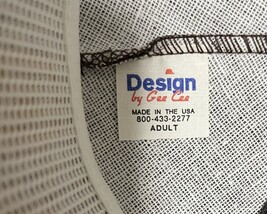 Design
by Gee Cee
MADE IN THE USA
800-433-2277
ADULT